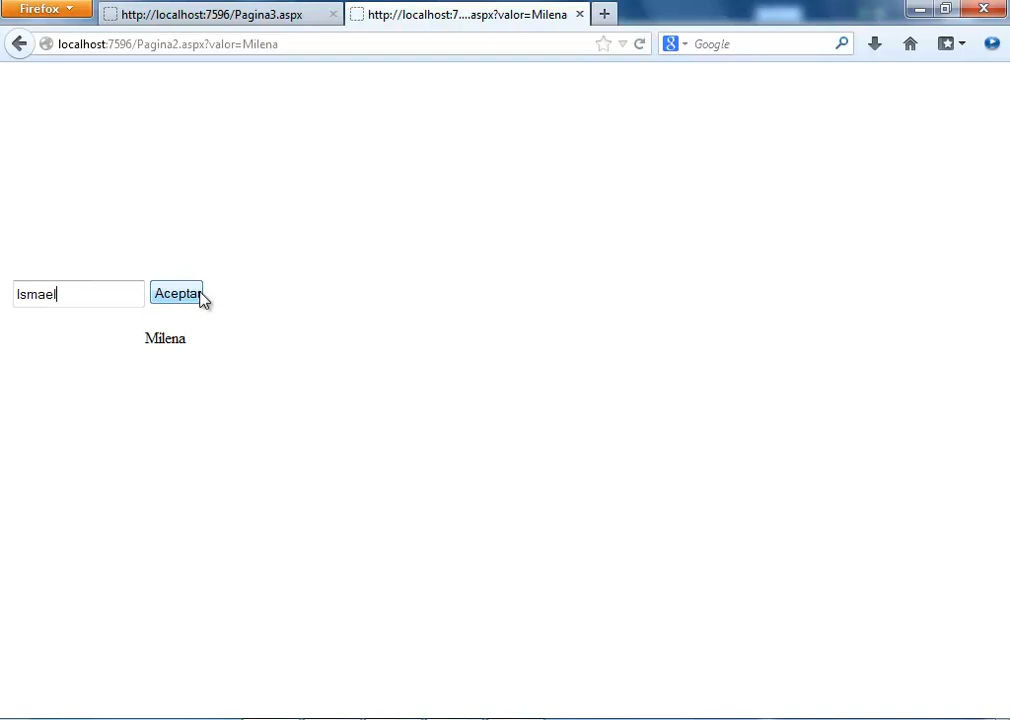 Firefox
http://localhost:7596/Pagina3.aspx
http://localhost:7....aspx?valor=Milena
localhost:7596/Pagina2.aspx?valor=Milena
Google
Ismael
Aceptar
Milena